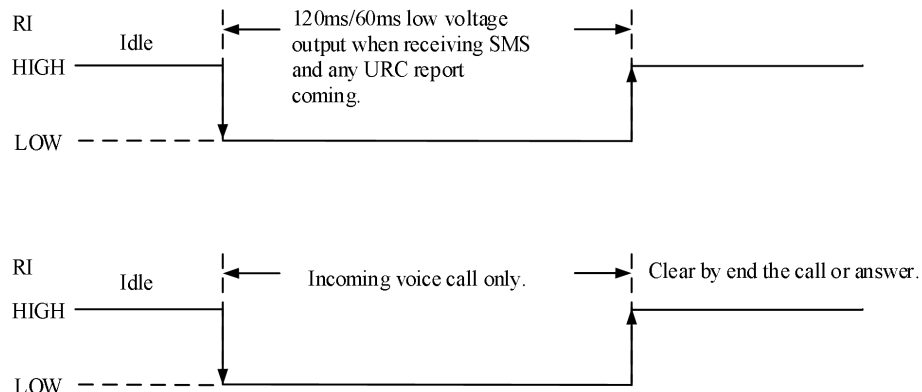 RI
Idle
120ms/60ms low voltage
output when receiving SMS
and any URC report
coming.
HIGH
LOW
RI
Idle
Incoming voice call only.
Clear by end the call or answer.
HIGH
LOW